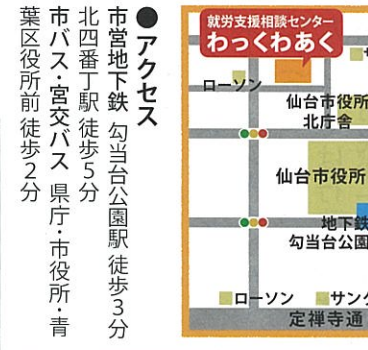 ●アクセス
市営地下鉄 勾当台公園駅 徒歩3分
北四番丁駅 徒歩5分
市バス・宮交バス 県庁・市役所・青
葉区役所前 徒歩2分
就労支援相談センター
わっくわあく
ローソン
仙台市役所
北庁舎
仙台市役所
地下鉄
勾当台公園
ローソン
サンク
定禅寺通